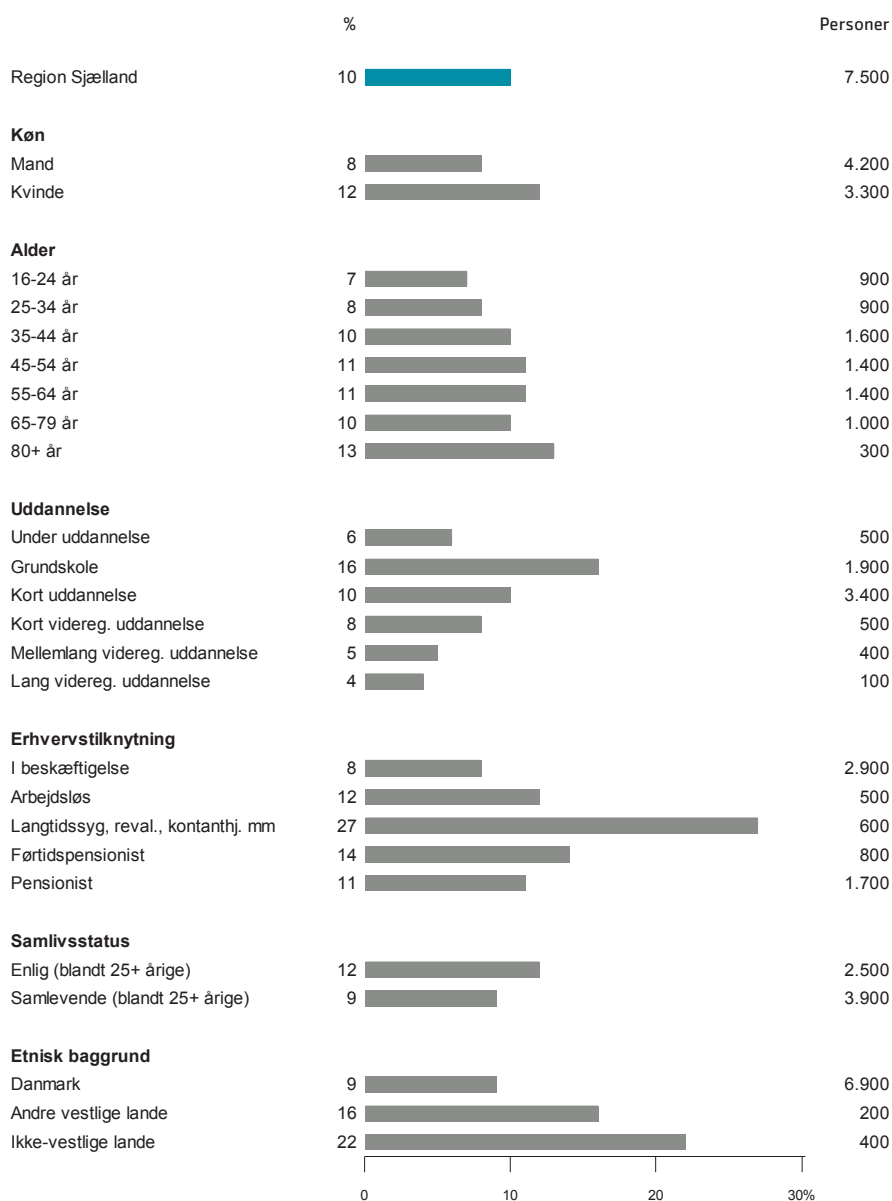 % Personer
Region Sjælland 10 7.500
Køn
Mand 8 4.200
Kvinde 12 3.300
Alder
16-24 år 7 900
25-34 år 8 900
35-44 år 10 1.600
45-54 år 11 1.400
55-64 år 11 1.400
65-79 år 10 1.000
80+ år 13 300
Uddannelse
Under uddannelse 6 500
Grundskole 16 1.900
Kort uddannelse 10 3.400
Kort videreg. uddannelse 8 500
Mellemlang videreg. uddannelse 5 400
Lang videreg. uddannelse 4 100
Erhvervstilknytning
I beskæftigelse 8 2.900
Arbejdsløs 12 500
Langtidssyg, reval., kontanthj. mm 27 600
Førtidspensionist 14 800
Pensionist 11 1.700
Samlivsstatus
Enlig (blandt 25+ årige) 12 2.500
Samlevende (blandt 25+ årige) 9 3.900
Etnisk baggrund
Danmark 9 6.900
Andre vestlige lande 16 200
Ikke-vestlige lande 22 400
0 10 20 30%